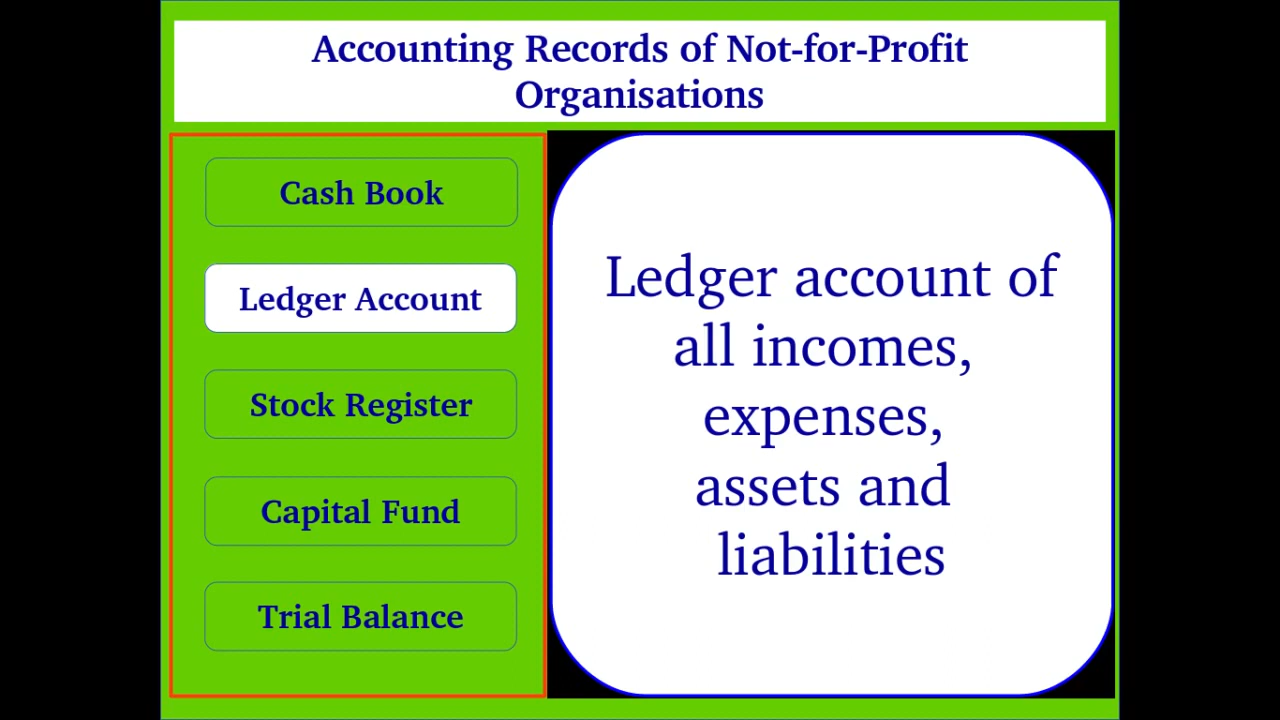 Accounting Records of Not-for-Profit
Organisations
Cash Book
Ledger Account
Stock Register
Capital Fund
Trial Balance
Ledger account of
all incomes,
expenses,
assets and
liabilities